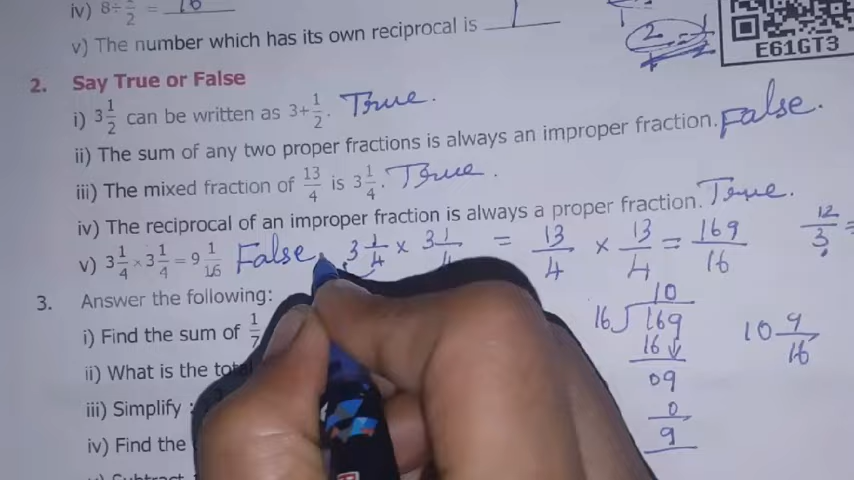 iv) 8÷ /2 = 16
v) The number which has its own reciprocal is 1
E61GT3
2. Say True or False
i) 3 1/2 can be written as 3+1/2. True.
ii) The sum of any two proper fractions is always an improper fraction. False.
iii) The mixed fraction of 13/4 is 3 1/4. True.
iv) The reciprocal of an improper fraction is always a proper fraction. True.
v) 3 1/4 × 3 1/4 = 9 1/16 False. 3 1/4 × 3 1/4 = 13/4 × 13/4 = 169/16
12/3 =
10
16 ) 169
16
09
0
9
10 9/16
3. Answer the following:
i) Find the sum of 1/7
ii) What is the
iii) Simplify :
iv) Find the
v) Subtract